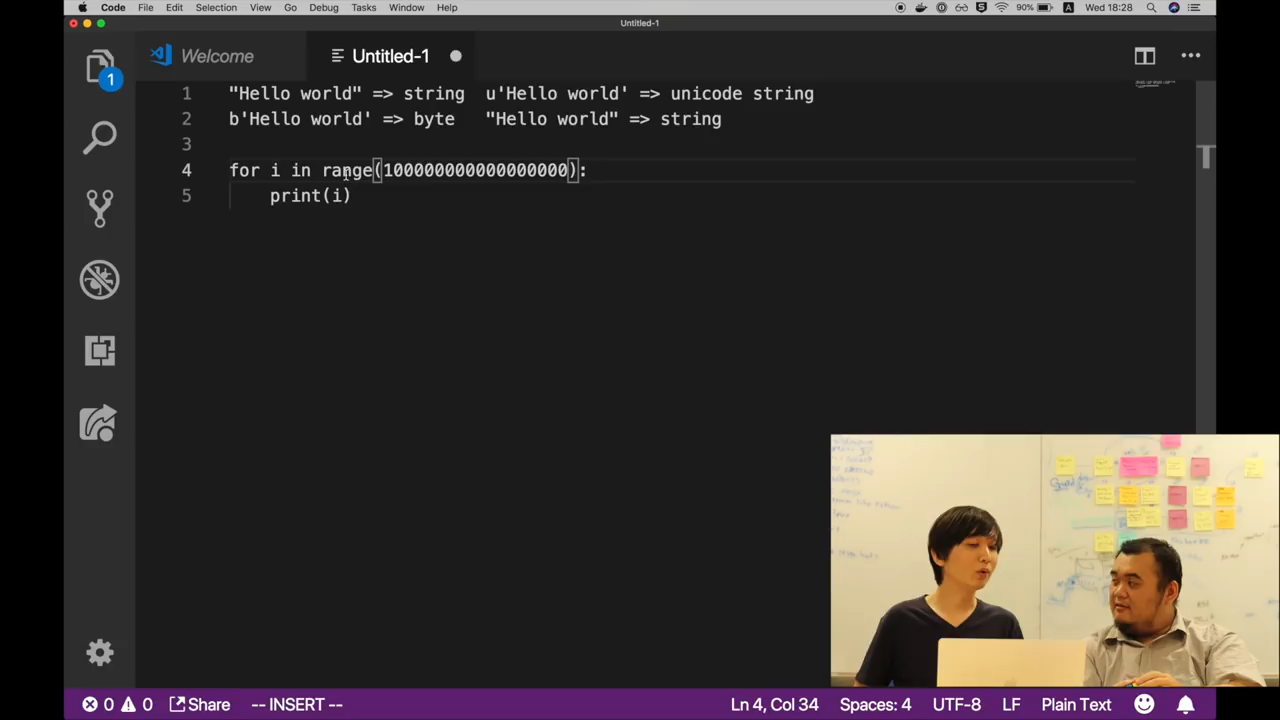 Code File Edit Selection View Go Debug Tasks Window Help 90% A Wed 18:28
Untitled-1
1
Welcome
Untitled-1
1 "Hello world" => string u'Hello world' => unicode string
2 b'Hello world' => byte "Hello world" => string
3
4 for i in range(100000000000000000):
5 print(i)
0 0 Share -- INSERT -- Ln 4, Col 34 Spaces: 4 UTF-8 LF Plain Text